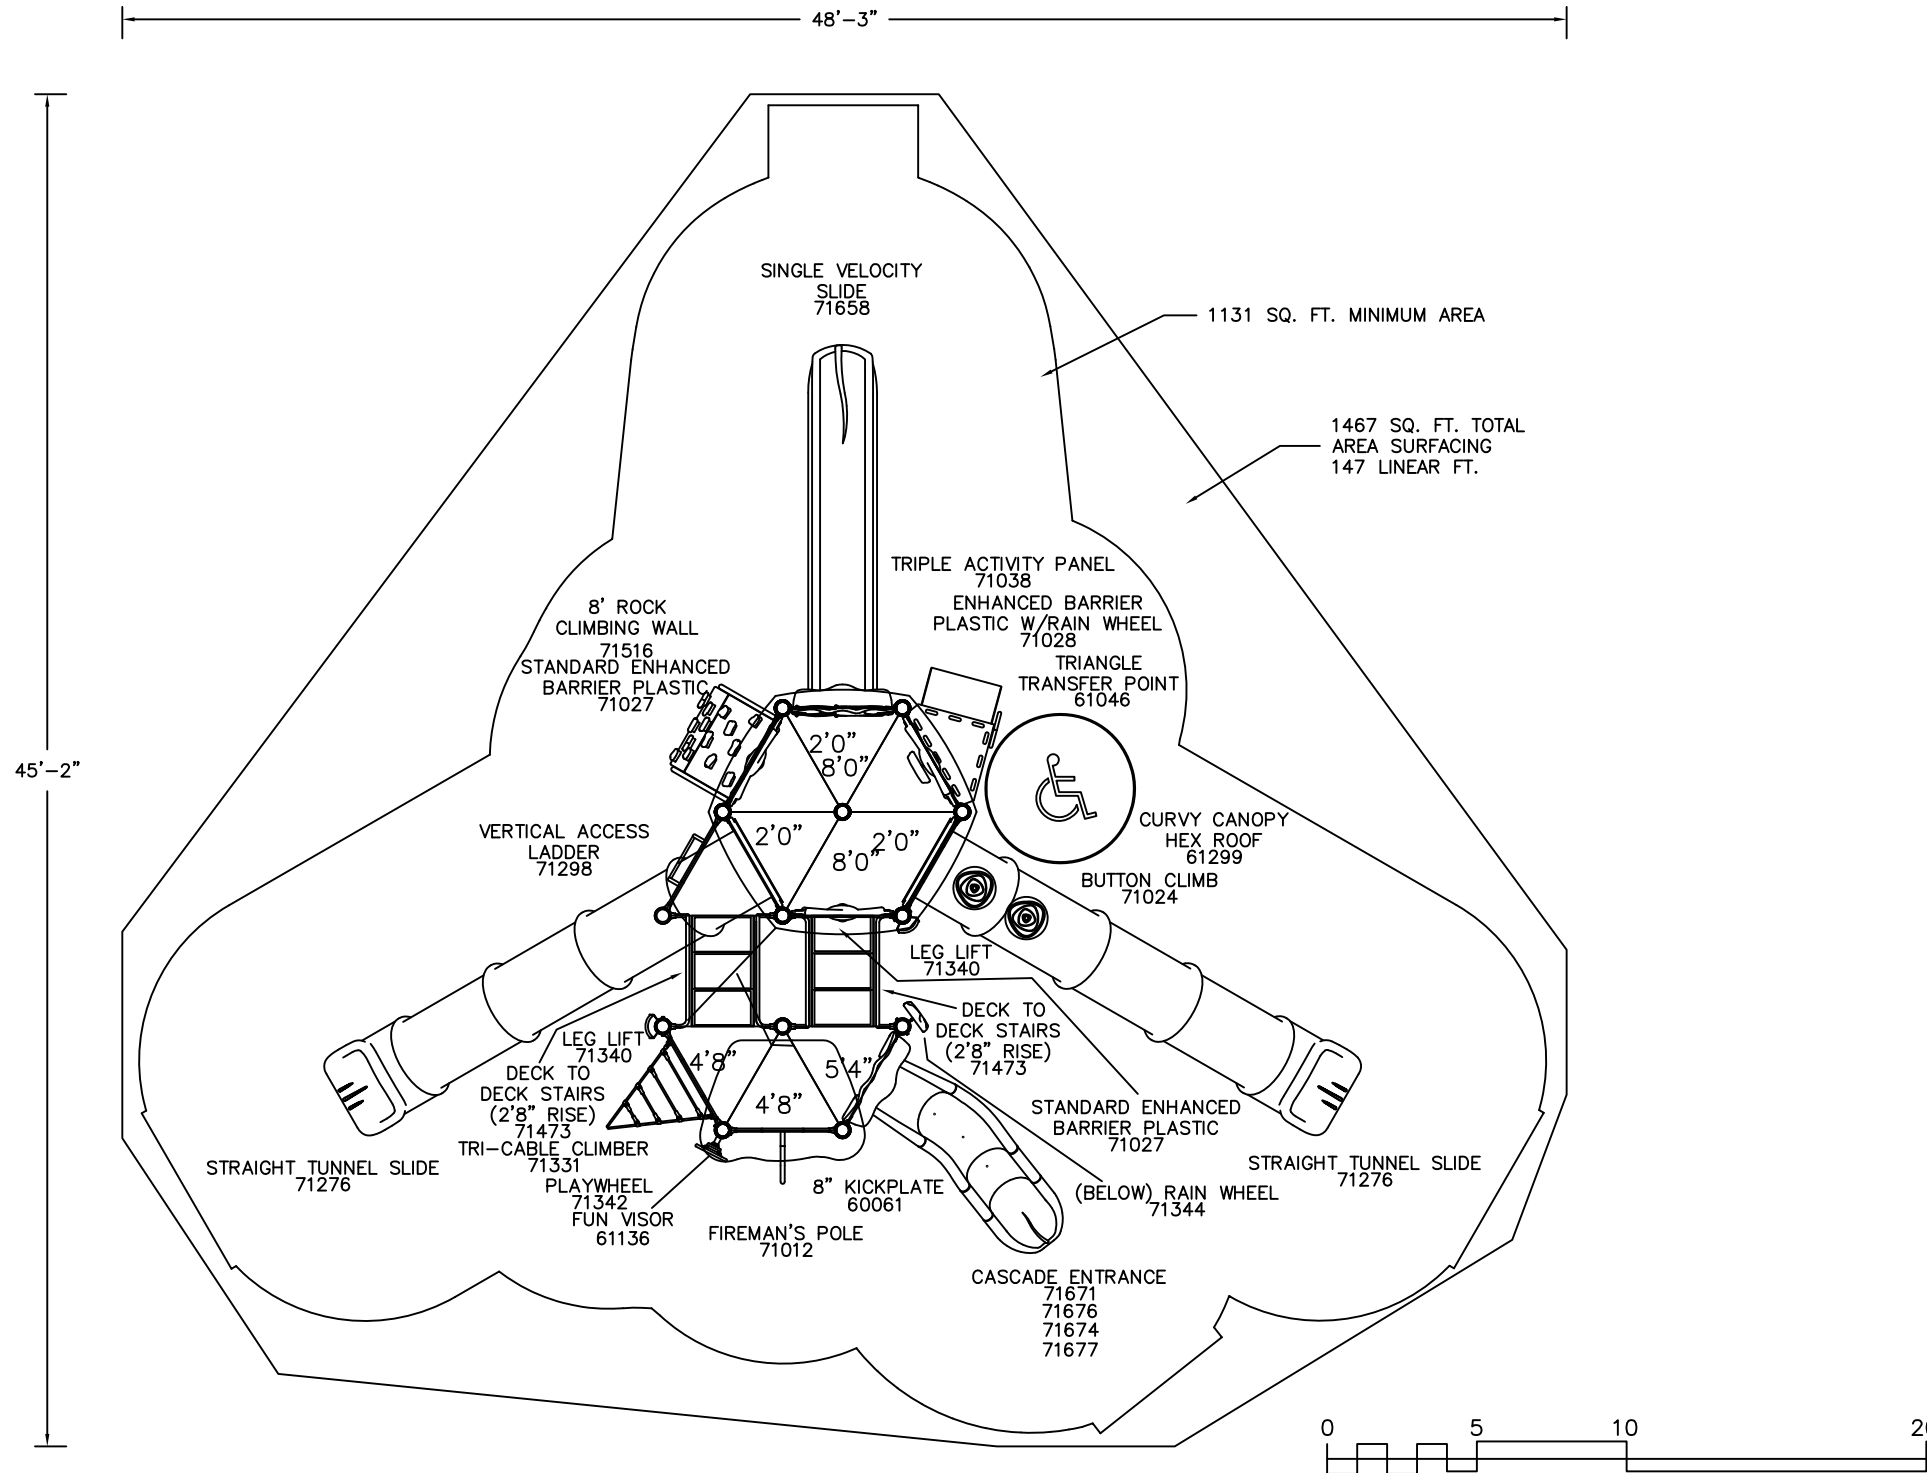 48'-3"
45'-2"
SINGLE VELOCITY
SLIDE
71658
1131 SQ. FT. MINIMUM AREA
1467 SQ. FT. TOTAL
AREA SURFACING
147 LINEAR FT.
TRIPLE ACTIVITY PANEL
71038
ENHANCED BARRIER
PLASTIC W/RAIN WHEEL
71028
TRIANGLE
TRANSFER POINT
61046
8' ROCK
CLIMBING WALL
71516
STANDARD ENHANCED
BARRIER PLASTIC
71027
2'0"
8'0"
2'0"
2'0"
8'0"
VERTICAL ACCESS
LADDER
71298
CURVY CANOPY
HEX ROOF
61299
BUTTON CLIMB
71024
LEG LIFT
71340
DECK TO
DECK STAIRS
(2'8" RISE)
71473
LEG LIFT
71340
DECK TO
DECK STAIRS
(2'8" RISE)
71473
4'8"
5'4"
4'8"
STANDARD ENHANCED
BARRIER PLASTIC
71027
TRI-CABLE CLIMBER
71331
PLAYWHEEL
71342
FUN VISOR
61136
STRAIGHT TUNNEL SLIDE
71276
STRAIGHT TUNNEL SLIDE
71276
8" KICKPLATE
60061
(BELOW) RAIN WHEEL
71344
FIREMAN'S POLE
71012
CASCADE ENTRANCE
71671
71676
71674
71677
0 5 10